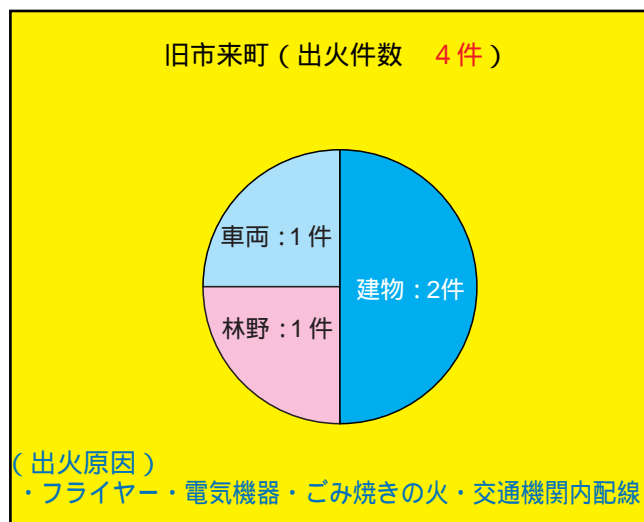 旧市来町(出火件数 4件)
車両:1件
建物:2件
林野:1件
(出火原因)
・フライヤー・電気機器・ごみ焼きの火・交通機関内配線